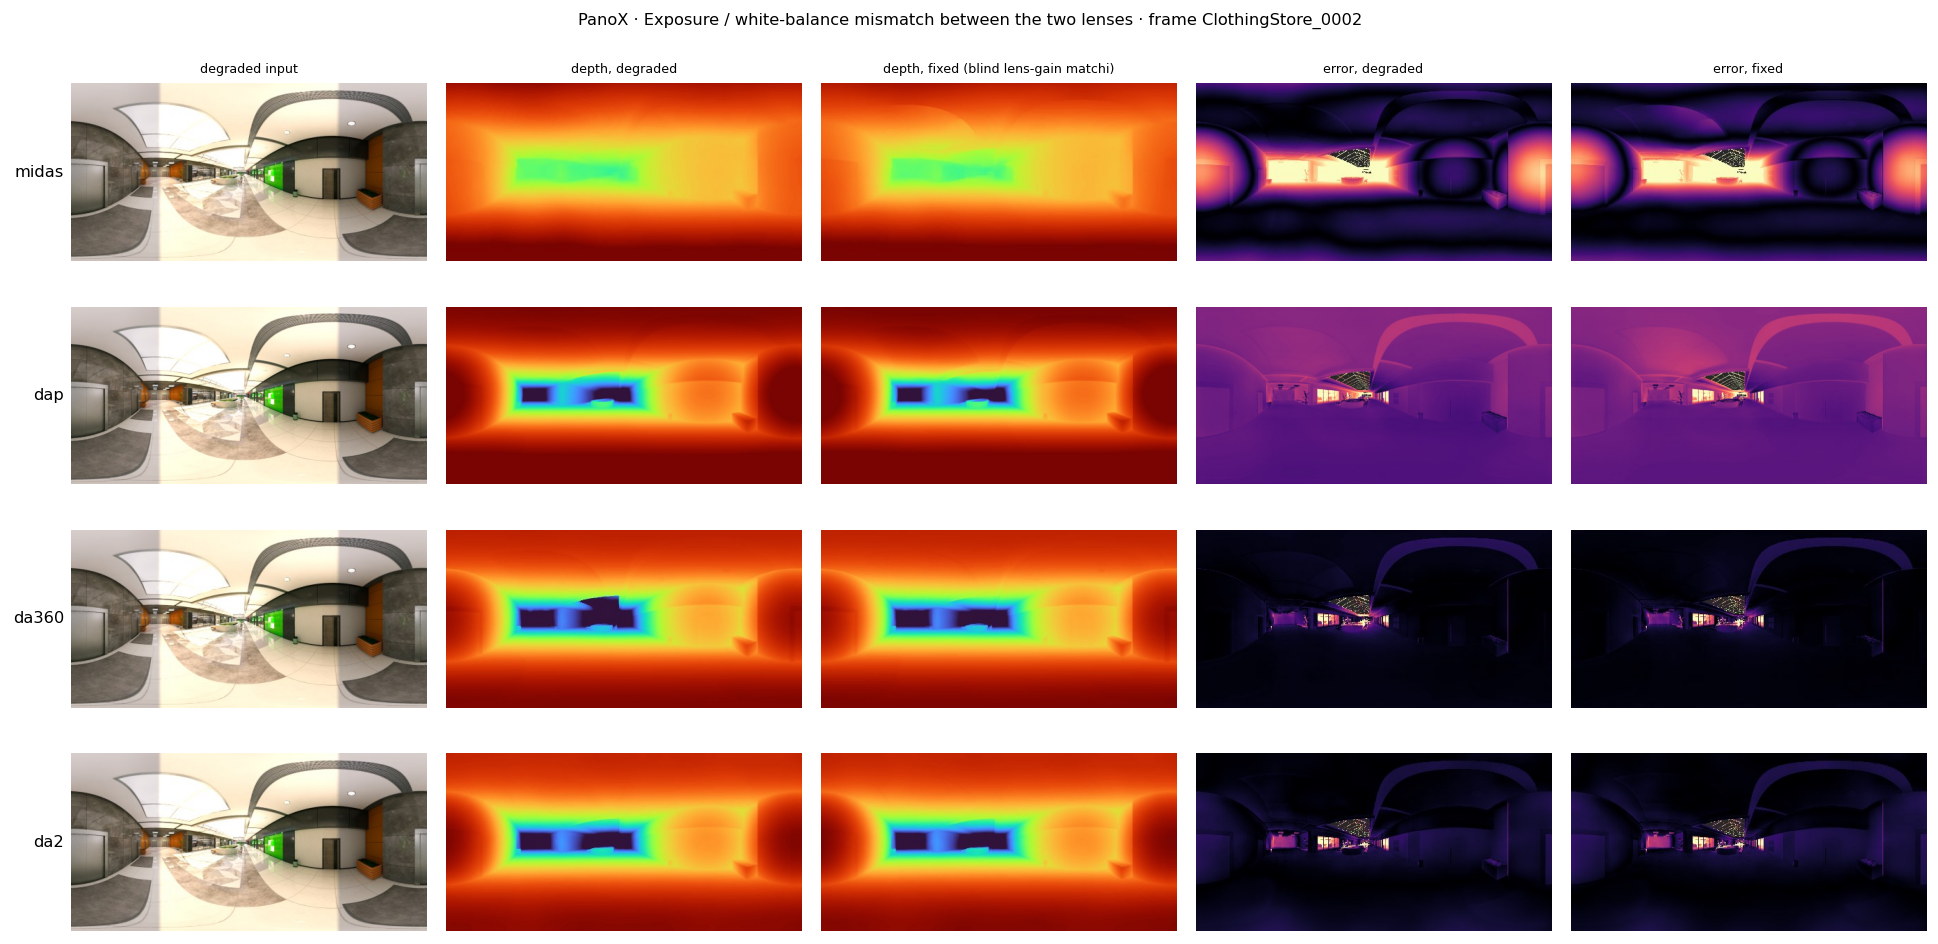 PanoX · Exposure / white-balance mismatch between the two lenses · frame ClothingStore_0002
degraded input
depth, degraded
depth, fixed (blind lens-gain matchi)
error, degraded
error, fixed
midas
dap
da360
da2